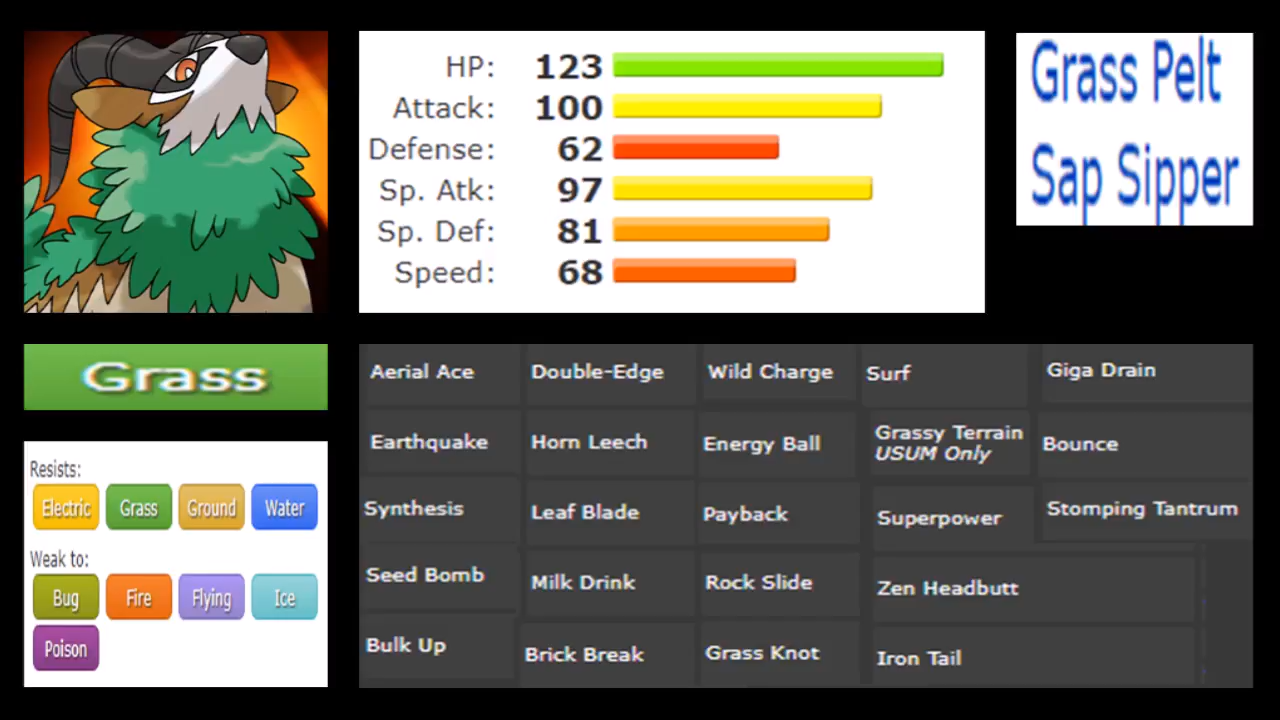 HP: 123
Attack: 100
Defense: 62
Sp. Atk: 97
Sp. Def: 81
Speed: 68
Grass Pelt
Sap Sipper
Grass
Resists:
Electric Grass Ground Water
Weak to:
Bug Fire Flying Ice
Poison
Aerial Ace Double-Edge Wild Charge Surf Giga Drain
Earthquake Horn Leech Energy Ball Grassy Terrain Bounce
USUM Only
Synthesis Leaf Blade Payback Superpower Stomping Tantrum
Seed Bomb Milk Drink Rock Slide Zen Headbutt
Bulk Up Brick Break Grass Knot Iron Tail